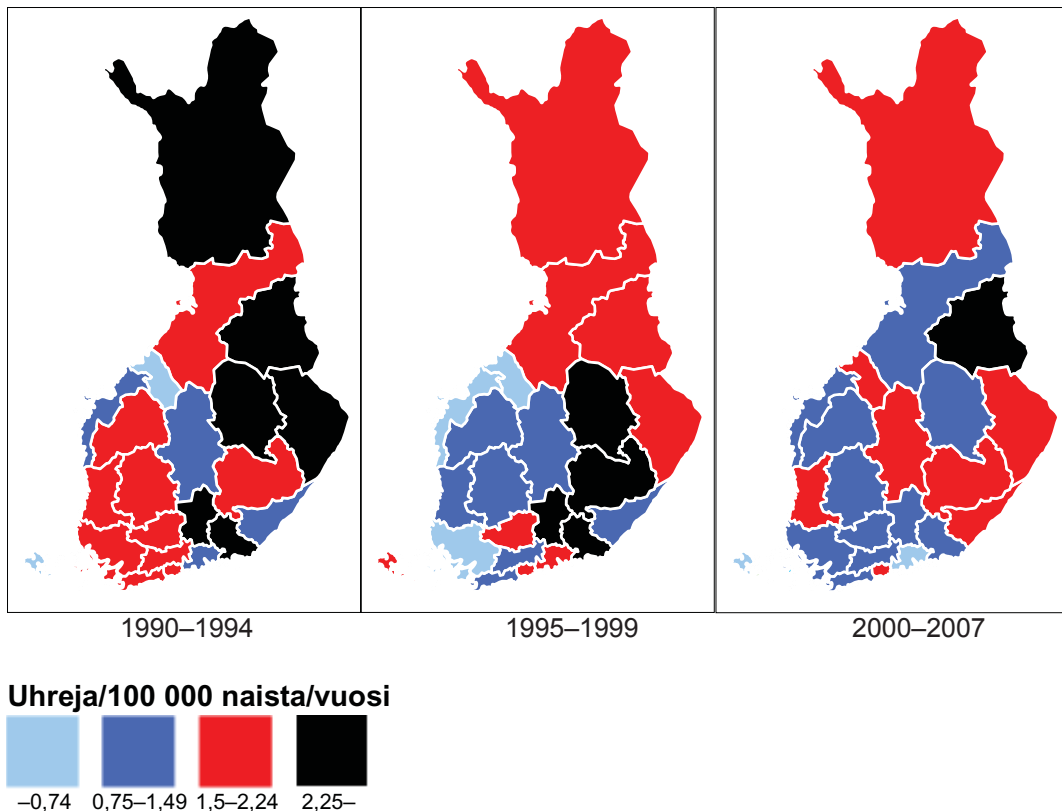 1990–1994 1995–1999 2000–2007
Uhreja/100 000 naista/vuosi
–0,74 0,75–1,49 1,5–2,24 2,25–